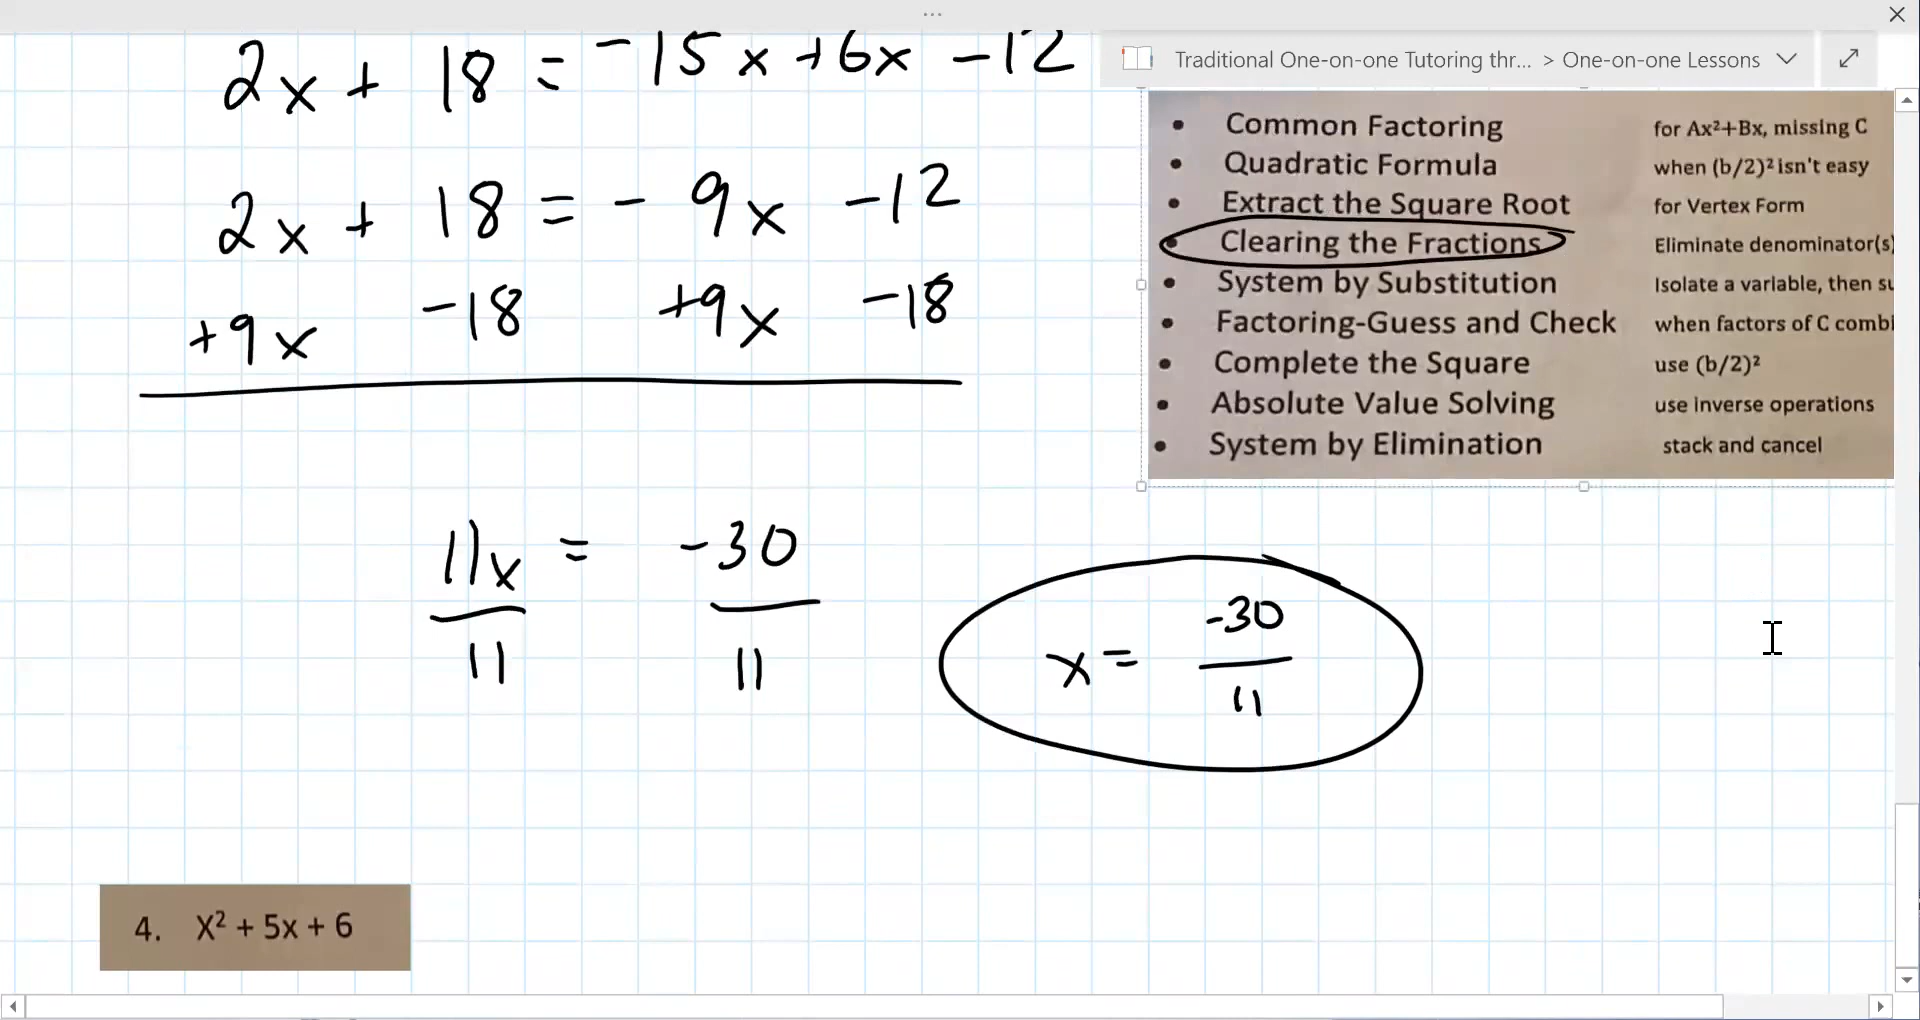 2x + 18 = -15x +6x -12
Traditional One-on-one Tutoring thr... > One-on-one Lessons
• Common Factoring for Ax²+Bx, missing C
• Quadratic Formula when (b/2)² isn't easy
• Extract the Square Root for Vertex Form
• Clearing the Fractions Eliminate denominator(s)
• System by Substitution Isolate a variable, then su
• Factoring-Guess and Check when factors of C combi
• Complete the Square use (b/2)²
• Absolute Value Solving use inverse operations
• System by Elimination stack and cancel
2x + 18 = - 9x -12
+9x -18 +9x -18
11x = -30
11 11
x = -30
11
4. X² + 5x + 6